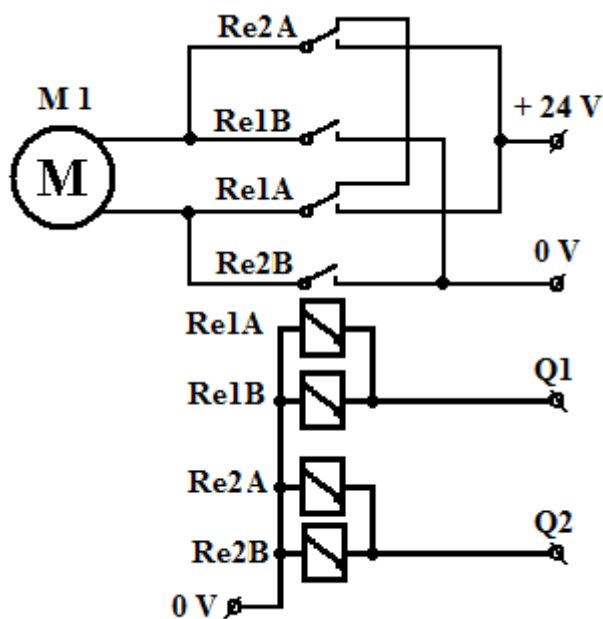 Re2A
M 1
+ 24 V
Re1B
M
Re1A
Re2B
0 V
Re1A
Re1B
Q1
Re2A
Q2
Re2B
0 V